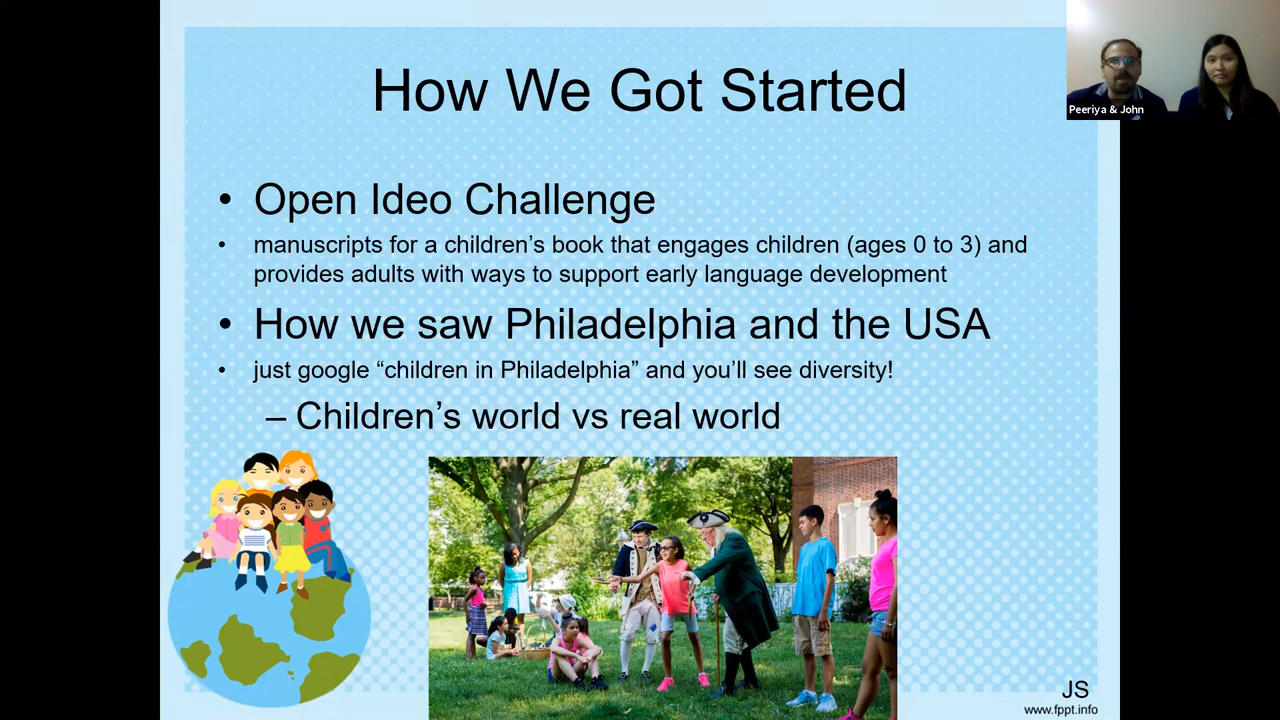 How We Got Started
Peeriya & John
• Open Ideo Challenge
• manuscripts for a children’s book that engages children (ages 0 to 3) and
provides adults with ways to support early language development
• How we saw Philadelphia and the USA
• just google “children in Philadelphia” and you’ll see diversity!
– Children’s world vs real world
JS
www.fppt.info